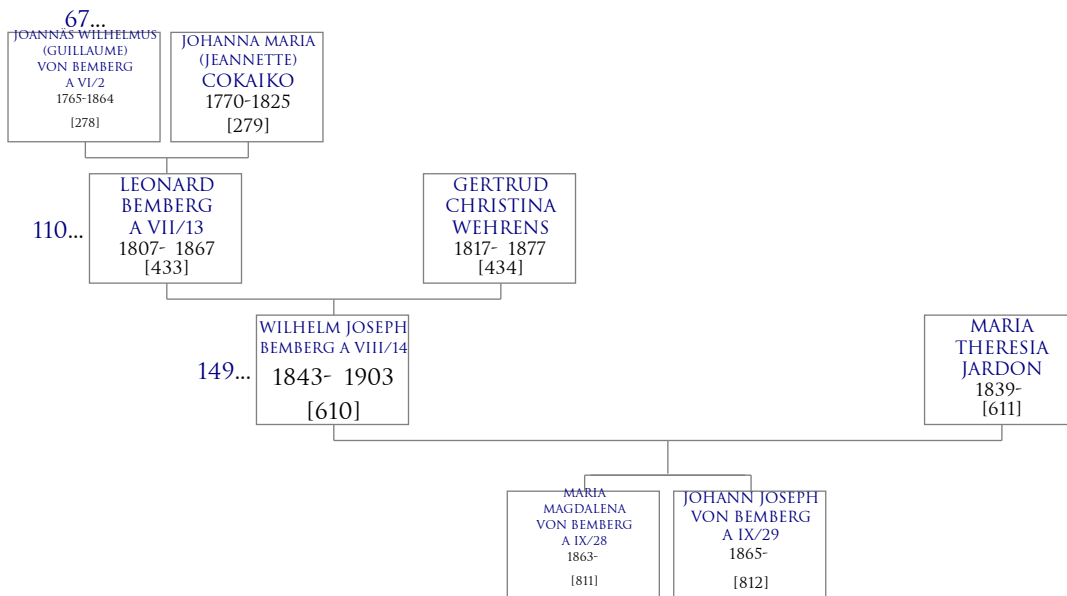 67...
JOANNÄS WILHELMUS
(GUILLAUME)
VON BEMBERG
A VI/2
1765-1864
[278]
JOHANNA MARIA
(JEANNETTE)
COKAIKO
1770-1825
[279]
110...
LEONARD
BEMBERG
A VII/13
1807- 1867
[433]
GERTRUD
CHRISTINA
WEHRENS
1817- 1877
[434]
149...
WILHELM JOSEPH
BEMBERG A VIII/14
1843- 1903
[610]
MARIA
THERESIA
JARDON
1839-
[611]
MARIA
MAGDALENA
VON BEMBERG
A IX/28
1863-
[811]
JOHANN JOSEPH
VON BEMBERG
A IX/29
1865-
[812]